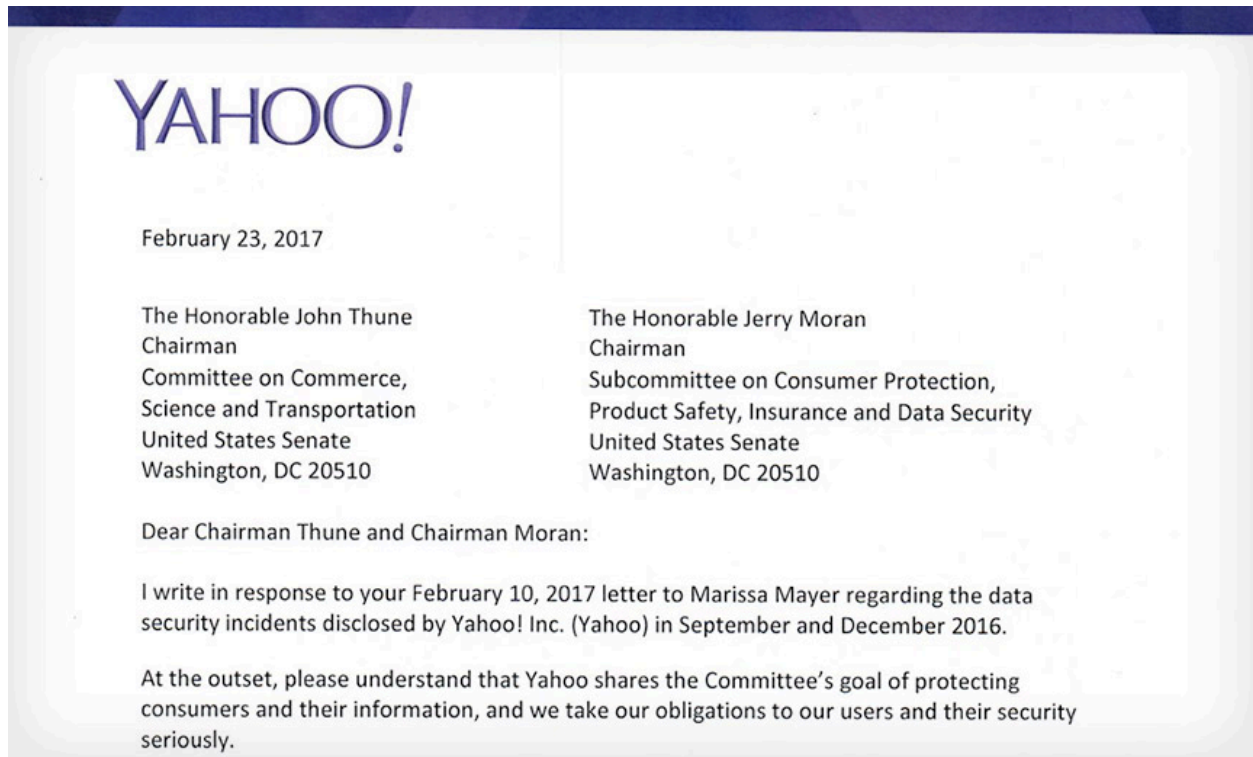 YAHOO!
February 23, 2017
The Honorable John Thune
Chairman
Committee on Commerce,
Science and Transportation
United States Senate
Washington, DC 20510
The Honorable Jerry Moran
Chairman
Subcommittee on Consumer Protection,
Product Safety, Insurance and Data Security
United States Senate
Washington, DC 20510
Dear Chairman Thune and Chairman Moran:
I write in response to your February 10, 2017 letter to Marissa Mayer regarding the data
security incidents disclosed by Yahoo! Inc. (Yahoo) in September and December 2016.
At the outset, please understand that Yahoo shares the Committee’s goal of protecting
consumers and their information, and we take our obligations to our users and their security
seriously.